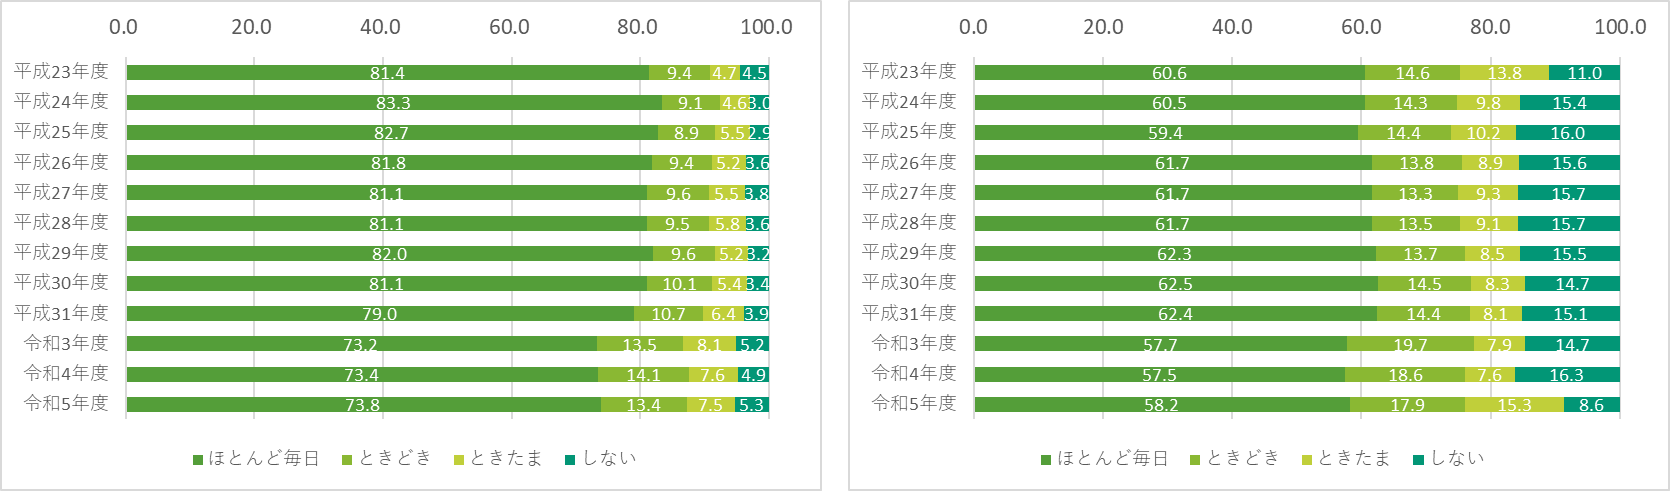 0.0 20.0 40.0 60.0 80.0 100.0
平成23年度 81.4 9.4 4.7 4.5
平成24年度 83.3 9.1 4.6 3.0
平成25年度 82.7 8.9 5.5 2.9
平成26年度 81.8 9.4 5.2 3.6
平成27年度 81.1 9.6 5.5 3.8
平成28年度 81.1 9.5 5.8 3.6
平成29年度 82.0 9.6 5.2 3.2
平成30年度 81.1 10.1 5.4 3.4
平成31年度 79.0 10.7 6.4 3.9
令和3年度 73.2 13.5 8.1 5.2
令和4年度 73.4 14.1 7.6 4.9
令和5年度 73.8 13.4 7.5 5.3
ほとんど毎日 ときどき ときたま しない
0.0 20.0 40.0 60.0 80.0 100.0
平成23年度 60.6 14.6 13.8 11.0
平成24年度 60.5 14.3 9.8 15.4
平成25年度 59.4 14.4 10.2 16.0
平成26年度 61.7 13.8 8.9 15.6
平成27年度 61.7 13.3 9.3 15.7
平成28年度 61.7 13.5 9.1 15.7
平成29年度 62.3 13.7 8.5 15.5
平成30年度 62.5 14.5 8.3 14.7
平成31年度 62.4 14.4 8.1 15.1
令和3年度 57.7 19.7 7.9 14.7
令和4年度 57.5 18.6 7.6 16.3
令和5年度 58.2 17.9 15.3 8.6
ほとんど毎日 ときどき ときたま しない